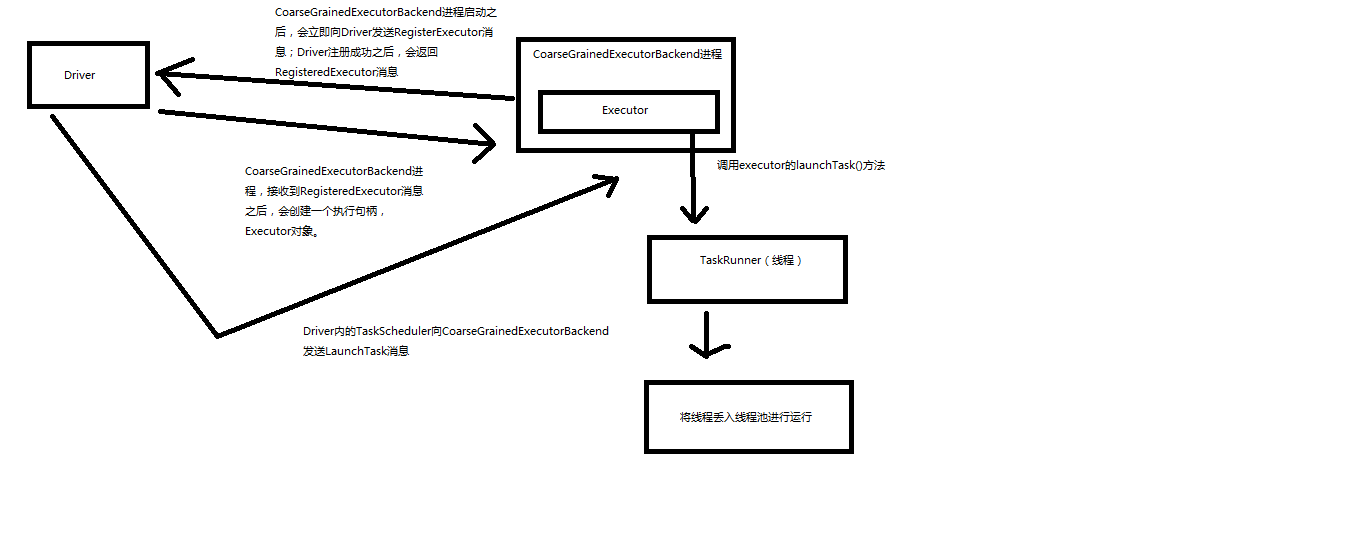 CoarseGrainedExecutorBackend进程启动之
后，会立即向Driver发送RegisterExecutor消
息；Driver注册成功之后，会返回
RegisteredExecutor消息
Driver
CoarseGrainedExecutorBackend进程
Executor
调用executor的launchTask()方法
CoarseGrainedExecutorBackend进
程，接收到RegisteredExecutor消息
之后，会创建一个执行句柄，
Executor对象。
TaskRunner（线程）
Driver内的TaskScheduler向CoarseGrainedExecutorBackend
发送LaunchTask消息
将线程丢入线程池进行运行